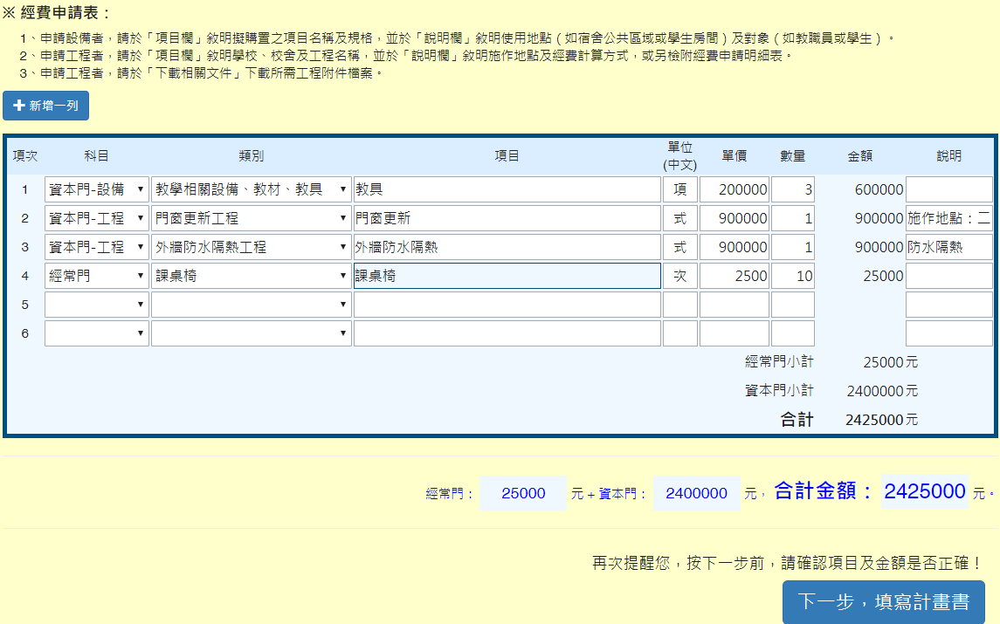 ※ 經費申請表：
1、申請設備者，請於「項目欄」敘明擬購置之項目名稱及規格，並於「說明欄」敘明使用地點（如宿舍公共區域或學生房間）及對象（如教職員或學生）。
2、申請工程者，請於「項目欄」敘明學校、校舍及工程名稱，並於「說明欄」敘明施作地點及經費計算方式，或另檢附經費申請明細表。
3、申請工程者，請於「下載相關文件」下載所需工程附件檔案。
新增一列
項次 科目 類別 項目 單位(中文) 單價 數量 金額 說明
1 資本門-設備 教學相關設備、教材、教具 教具 項 200000 3 600000
2 資本門-工程 門窗更新工程 門窗更新 式 900000 1 900000 施作地點：二
3 資本門-工程 外牆防水隔熱工程 外牆防水隔熱 式 900000 1 900000 防水隔熱
4 經常門 課桌椅 課桌椅 次 2500 10 25000
5
6
經常門小計 25000元
資本門小計 2400000元
合計 2425000元
經常門： 25000 元 + 資本門： 2400000 元， 合計金額： 2425000 元。
再次提醒您，按下一步前，請確認項目及金額是否正確！
下一步，填寫計畫書